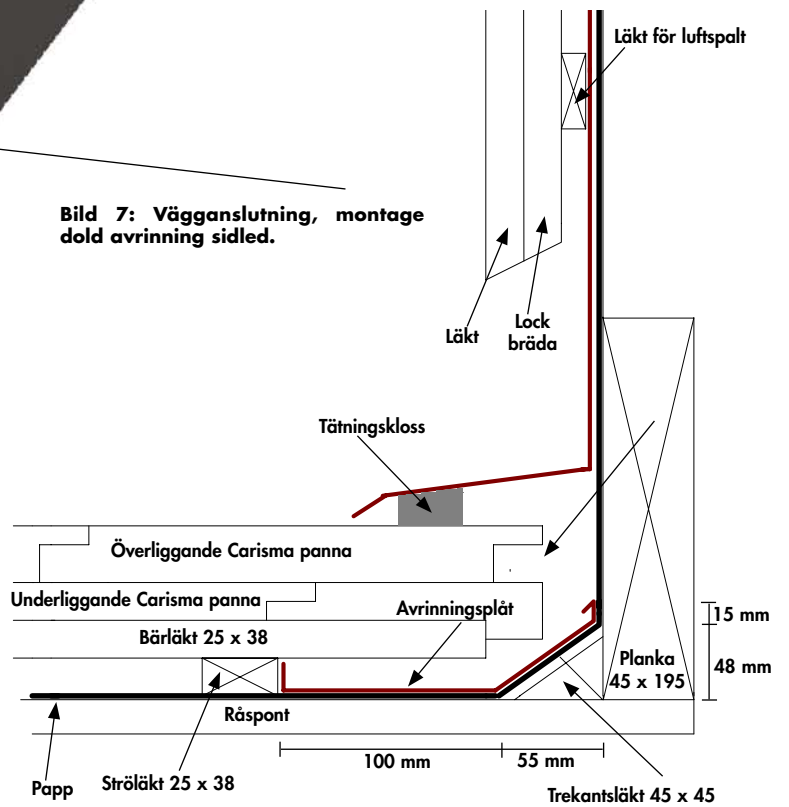 Läkt för luftspalt
Bild 7: Vägganslutning, montage
dold avrinning sidled.
Läkt
Lock
bräda
Tätningskloss
Överliggande Carisma panna
Underliggande Carisma panna
Avrinningsplåt
15 mm
Bärläkt 25 x 38
Planka
45 x 195
48 mm
Råspont
100 mm
55 mm
Papp
Ströläkt 25 x 38
Trekantsläkt 45 x 45